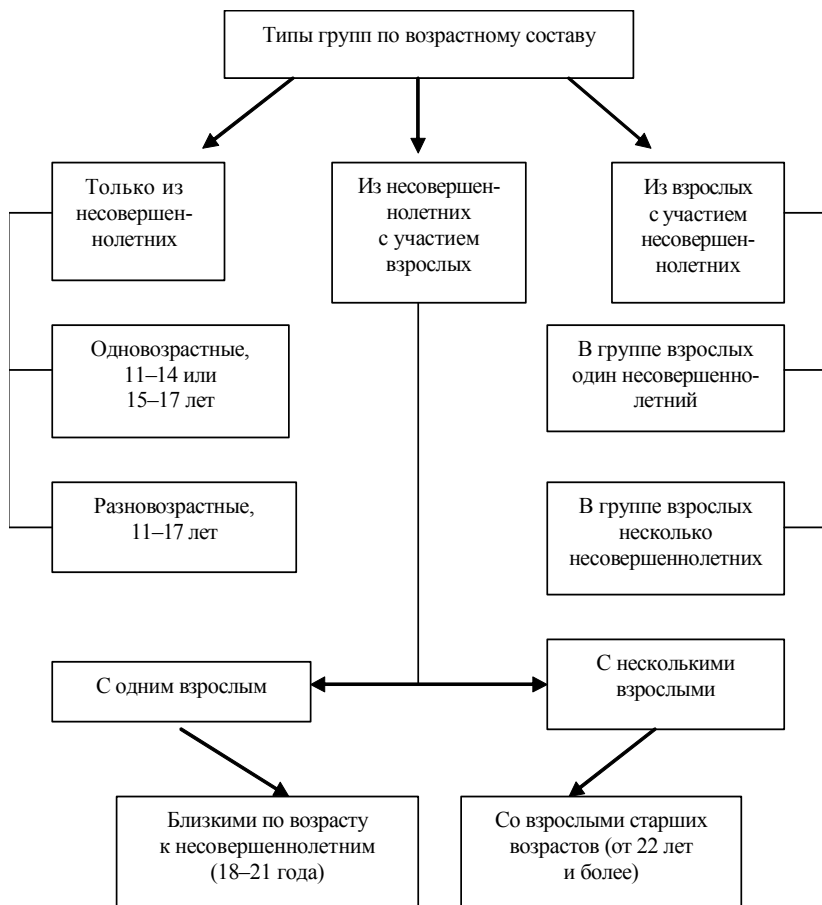 Типы групп по возрастному составу
Только из
несовершен-
нолетних
Из несовершен-
нолетних
с участием
взрослых
Из взрослых
с участием
несовершен-
нолетних
Одновозрастные,
11–14 или
15–17 лет
В группе взрослых
один несовершенно-
летний
Разновозрастные,
11–17 лет
В группе взрослых
несколько
несовершеннолетних
С одним взрослым
С несколькими
взрослыми
Близкими по возрасту
к несовершеннолетним
(18–21 года)
Со взрослыми старших
возрастов (от 22 лет
и более)